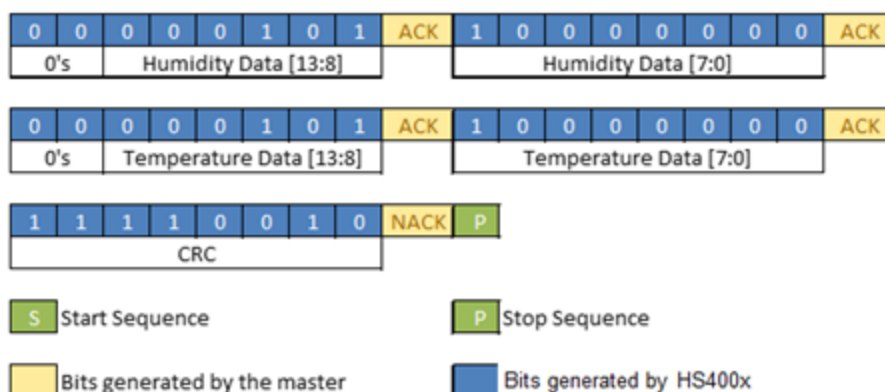 0 0 0 0 0 1 0 1 ACK 1 0 0 0 0 0 0 0 ACK
0's Humidity Data [13:8] Humidity Data [7:0]
0 0 0 0 0 1 0 1 ACK 1 0 0 0 0 0 0 0 ACK
0's Temperature Data [13:8] Temperature Data [7:0]
1 1 1 1 0 0 1 0 NACK P
CRC
S Start Sequence P Stop Sequence
Bits generated by the master Bits generated by HS400x